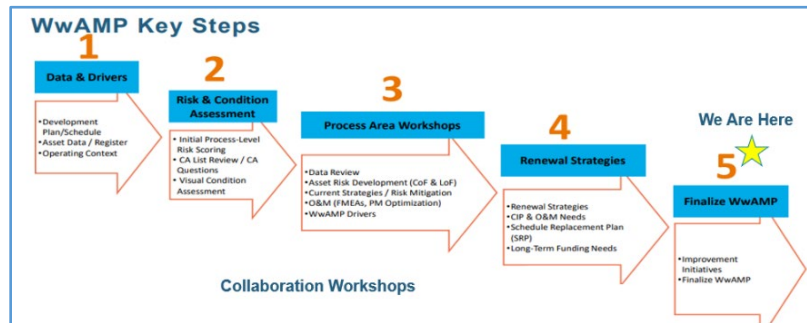 WwAMP Key Steps
1
Data & Drivers
•Development
Plan/Schedule
•Asset Data / Register
•Operating Context
2
Risk & Condition
Assessment
• Initial Process-Level
Risk Scoring
• CA List Review / CA
Questions
• Visual Condition
Assessment
3
Process Area Workshops
•Data Review
•Asset Risk Development (CoF & LoF)
•Current Strategies / Risk Mitigation
•O&M (FMEAs, PM Optimization)
•WwAMP Drivers
4
Renewal Strategies
•Renewal Strategies
•CIP & O&M Needs
•Schedule Replacement Plan
(SRP)
•Long-Term Funding Needs
We Are Here
5
Finalize WwAMP
•Improvement
Initiatives
•Finalize WwAMP
Collaboration Workshops